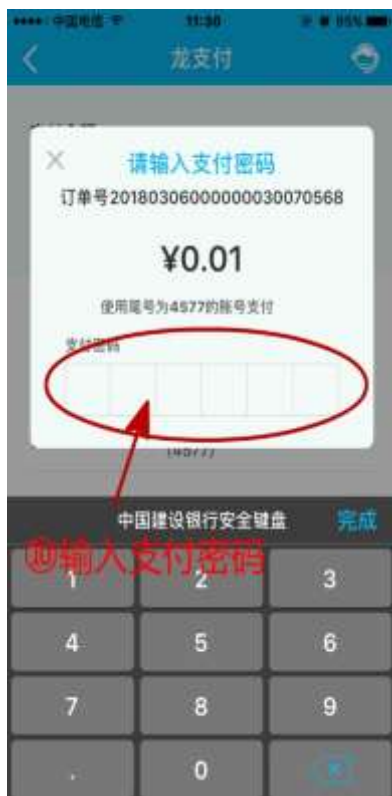 中国电信 11:30 95%
龙支付
请输入支付密码
订单号20180306000000030070568
¥0.01
使用尾号为4577的账号支付
支付密码
(4577)
中国建设银行安全键盘 完成
⑩输入支付密码
1 2 3
4 5 6
7 8 9
. 0